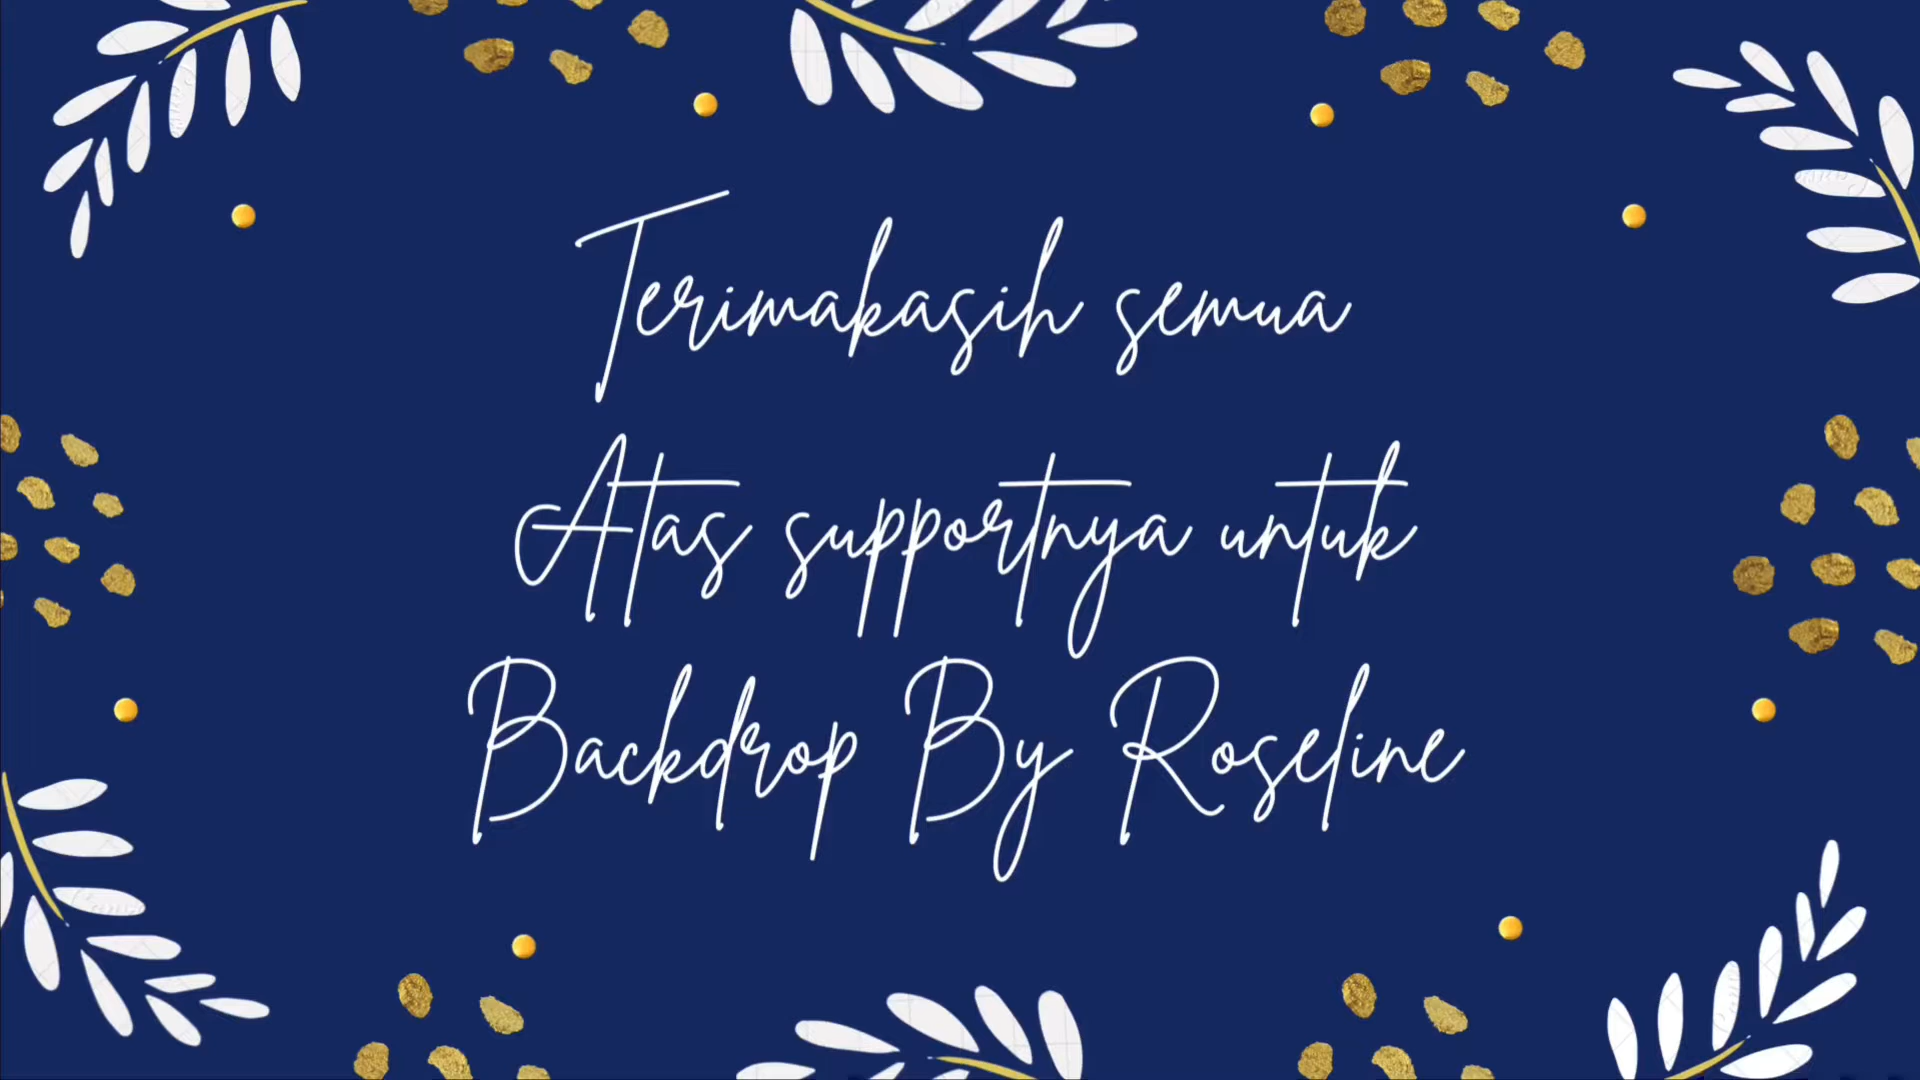 Terimakasih semua
Atas supportnya untuk
Backdrop By Roseline